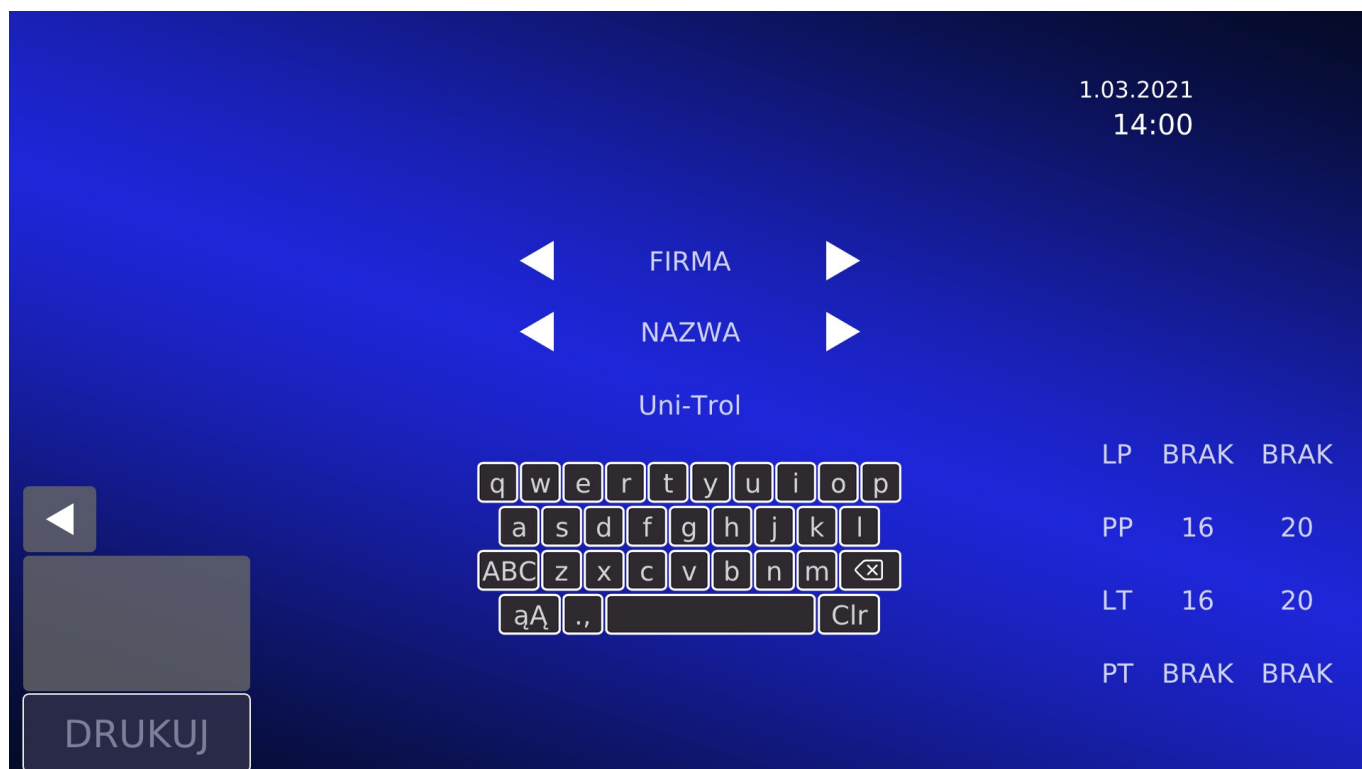 1.03.2021
14:00
FIRMA
NAZWA
Uni-Trol
LP BRAK BRAK
q w e r t y u i o p
a s d f g h j k l
PP 16 20
ABC z x c v b n m
LT 16 20
ąĄ ., Clr
PT BRAK BRAK
DRUKUJ